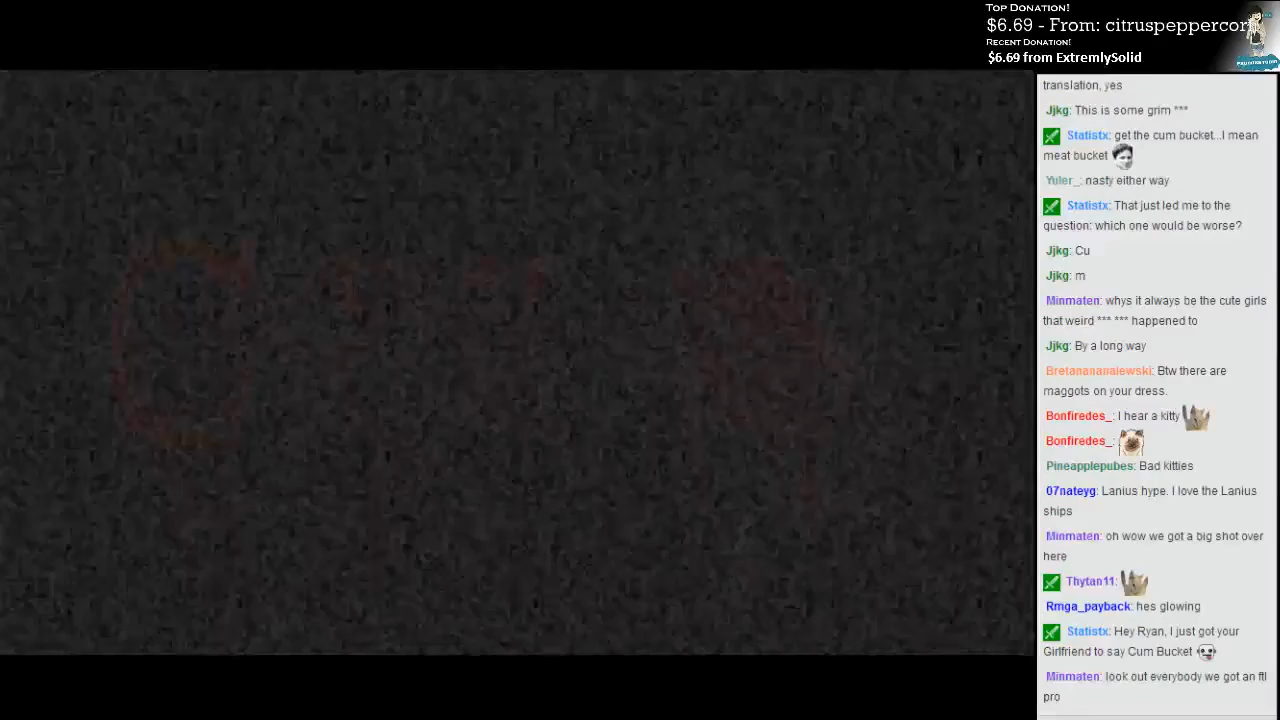 Top Donation!
$6.69 - From: citruspeppercor
Recent Donation!
$6.69 from ExtremlySolid
translation, yes
Jjkg: This is some grim ***
Statistx: get the cum bucket...I mean
meat bucket
Yuler_: nasty either way
Statistx: That just led me to the
question: which one would be worse?
Jjkg: Cu
Jjkg: m
Minmaten: whys it always be the cute girls
that weird *** *** happened to
Jjkg: By a long way
Bretanananaiewski: Btw there are
maggots on your dress.
Bonfiredes_: I hear a kitty
Bonfiredes_:
Pineapplepubes: Bad kitties
07nateyg: Lanius hype. I love the Lanius
ships
Minmaten: oh wow we got a big shot over
here
Thytan11:
Rmga_payback: hes glowing
Statistx: Hey Ryan, I just got your
Girlfriend to say Cum Bucket
Minmaten: look out everybody we got an ftl
pro